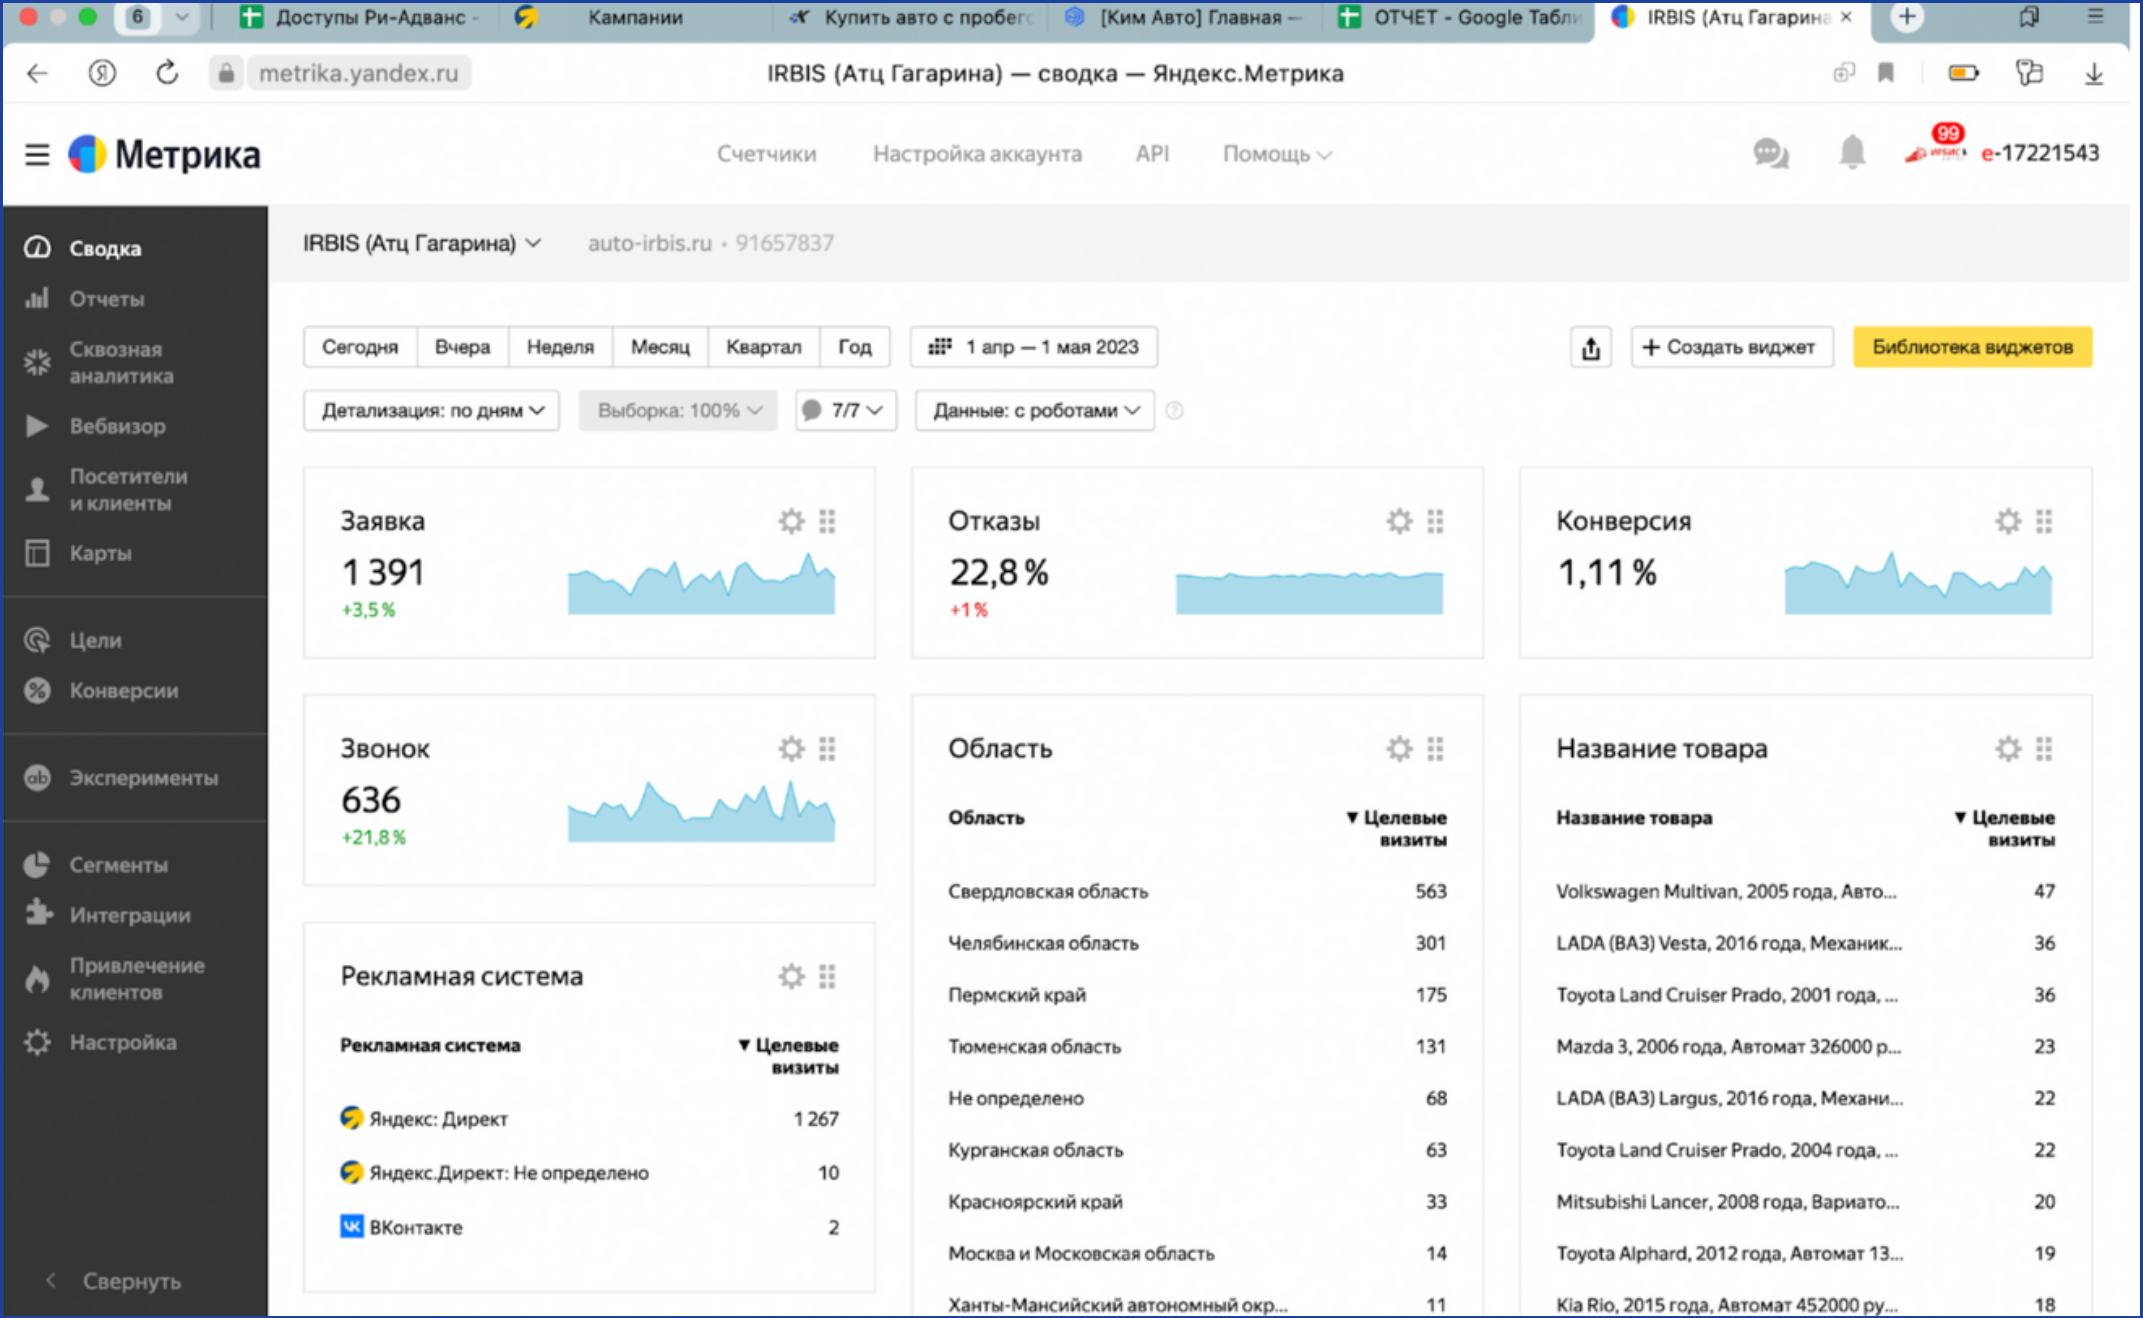 6
Доступы Ри-Адванс -
Кампании
Купить авто с пробего
[Ким Авто] Главная —
ОТЧЕТ - Google Табли
IRBIS (Атц Гагарина
metrika.yandex.ru
IRBIS (Атц Гагарина) — сводка — Яндекс.Метрика
Метрика
Счетчики
Настройка аккаунта
API
Помощь
99
ИРБИС
e-17221543
IRBIS (Атц Гагарина)
auto-irbis.ru • 91657837
Сводка
Отчеты
Сквозная
аналитика
Вебвизор
Посетители
и клиенты
Карты
Цели
Конверсии
Эксперименты
Сегменты
Интеграции
Привлечение
клиентов
Настройка
Свернуть
Сегодня
Вчера
Неделя
Месяц
Квартал
Год
1 апр — 1 мая 2023
+ Создать виджет
Библиотека виджетов
Детализация: по дням
Выборка: 100%
7/7
Данные: с роботами
?
Заявка
1 391
+3,5 %
Отказы
22,8 %
+1 %
Конверсия
1,11 %
Звонок
636
+21,8 %
Рекламная система
Рекламная система
▼ Целевые
визиты
Яндекс: Директ 1 267
Яндекс.Директ: Не определено 10
ВКонтакте 2
Область
Область
▼ Целевые
визиты
Свердловская область 563
Челябинская область 301
Пермский край 175
Тюменская область 131
Не определено 68
Курганская область 63
Красноярский край 33
Москва и Московская область 14
Ханты-Мансийский автономный окр... 11
Название товара
Название товара
▼ Целевые
визиты
Volkswagen Multivan, 2005 года, Авто... 47
LADA (ВАЗ) Vesta, 2016 года, Механик... 36
Toyota Land Cruiser Prado, 2001 года, ... 36
Mazda 3, 2006 года, Автомат 326000 р... 23
LADA (ВАЗ) Largus, 2016 года, Механи... 22
Toyota Land Cruiser Prado, 2004 года, ... 22
Mitsubishi Lancer, 2008 года, Вариато... 20
Toyota Alphard, 2012 года, Автомат 13... 19
Kia Rio, 2015 года, Автомат 452000 ру... 18